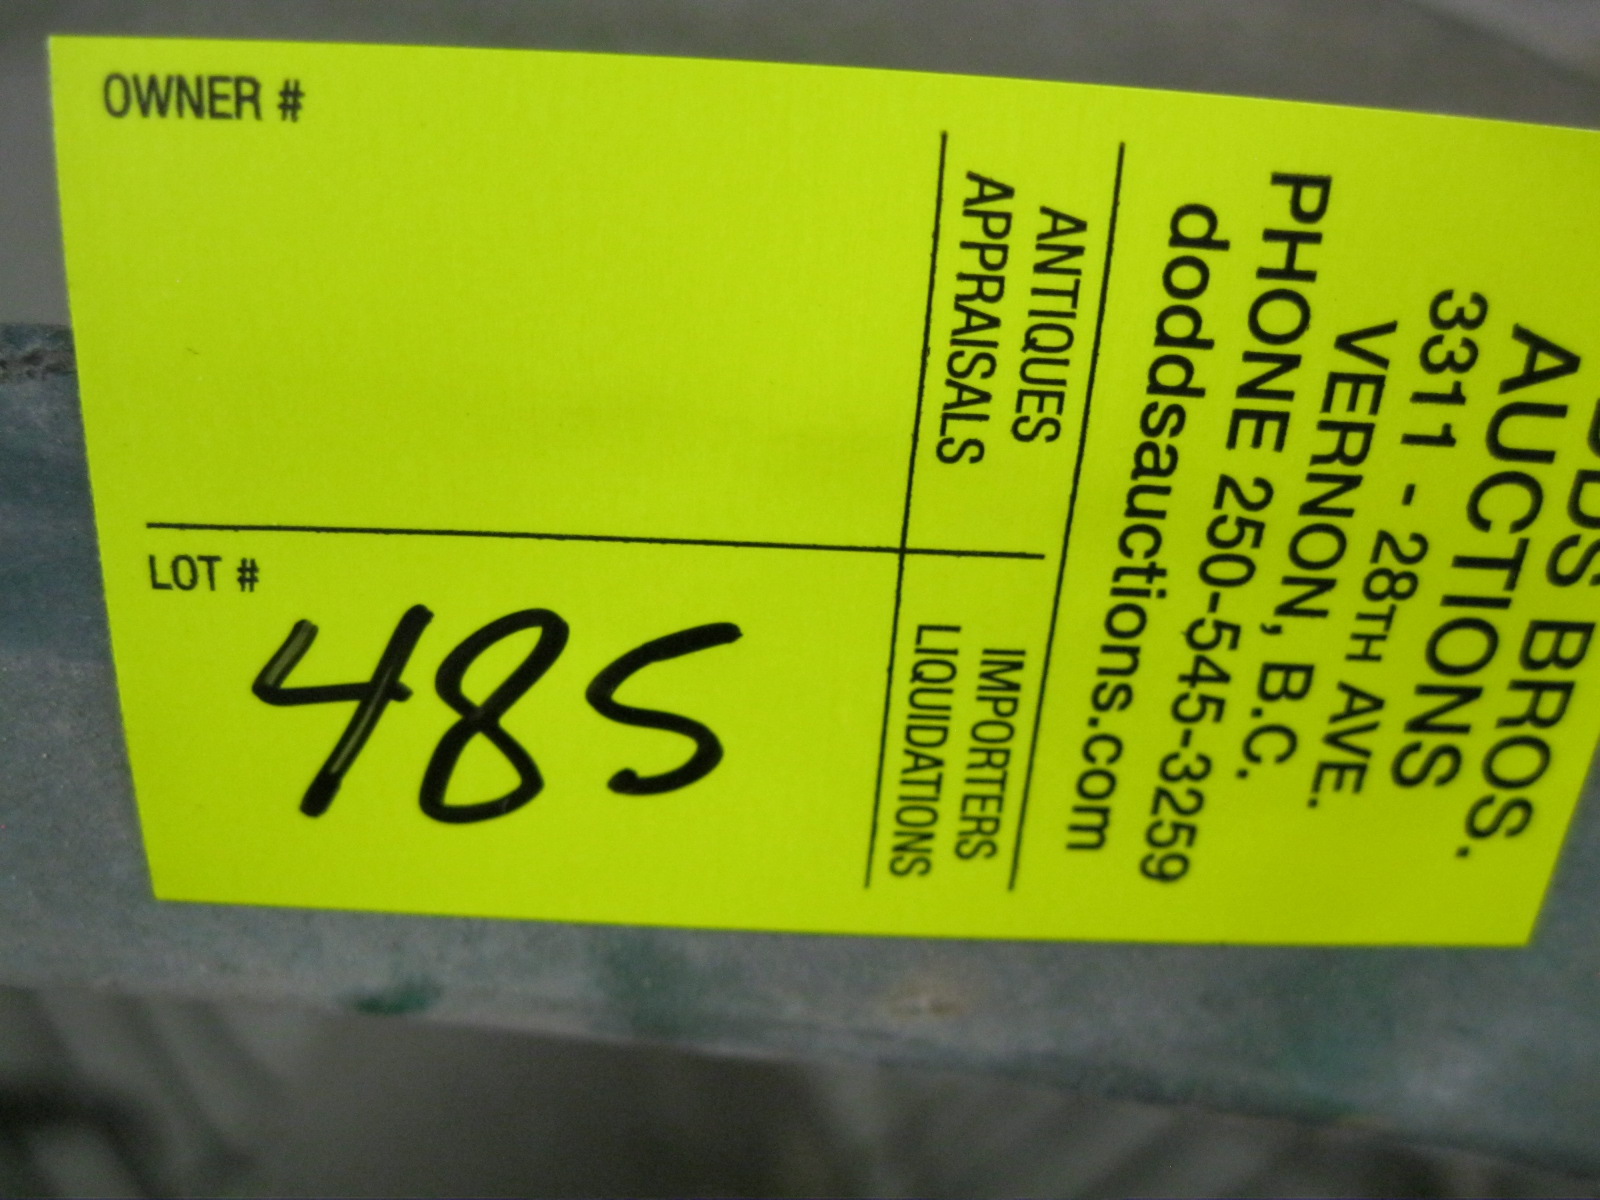 OWNER #
LOT #
485
BROS.
AUCTIONS
3311 - 28TH AVE.
VERNON, B.C.
PHONE 250-545-3259
doddsauctions.com
ANTIQUES
APPRAISALS
IMPORTERS
LIQUIDATIONS